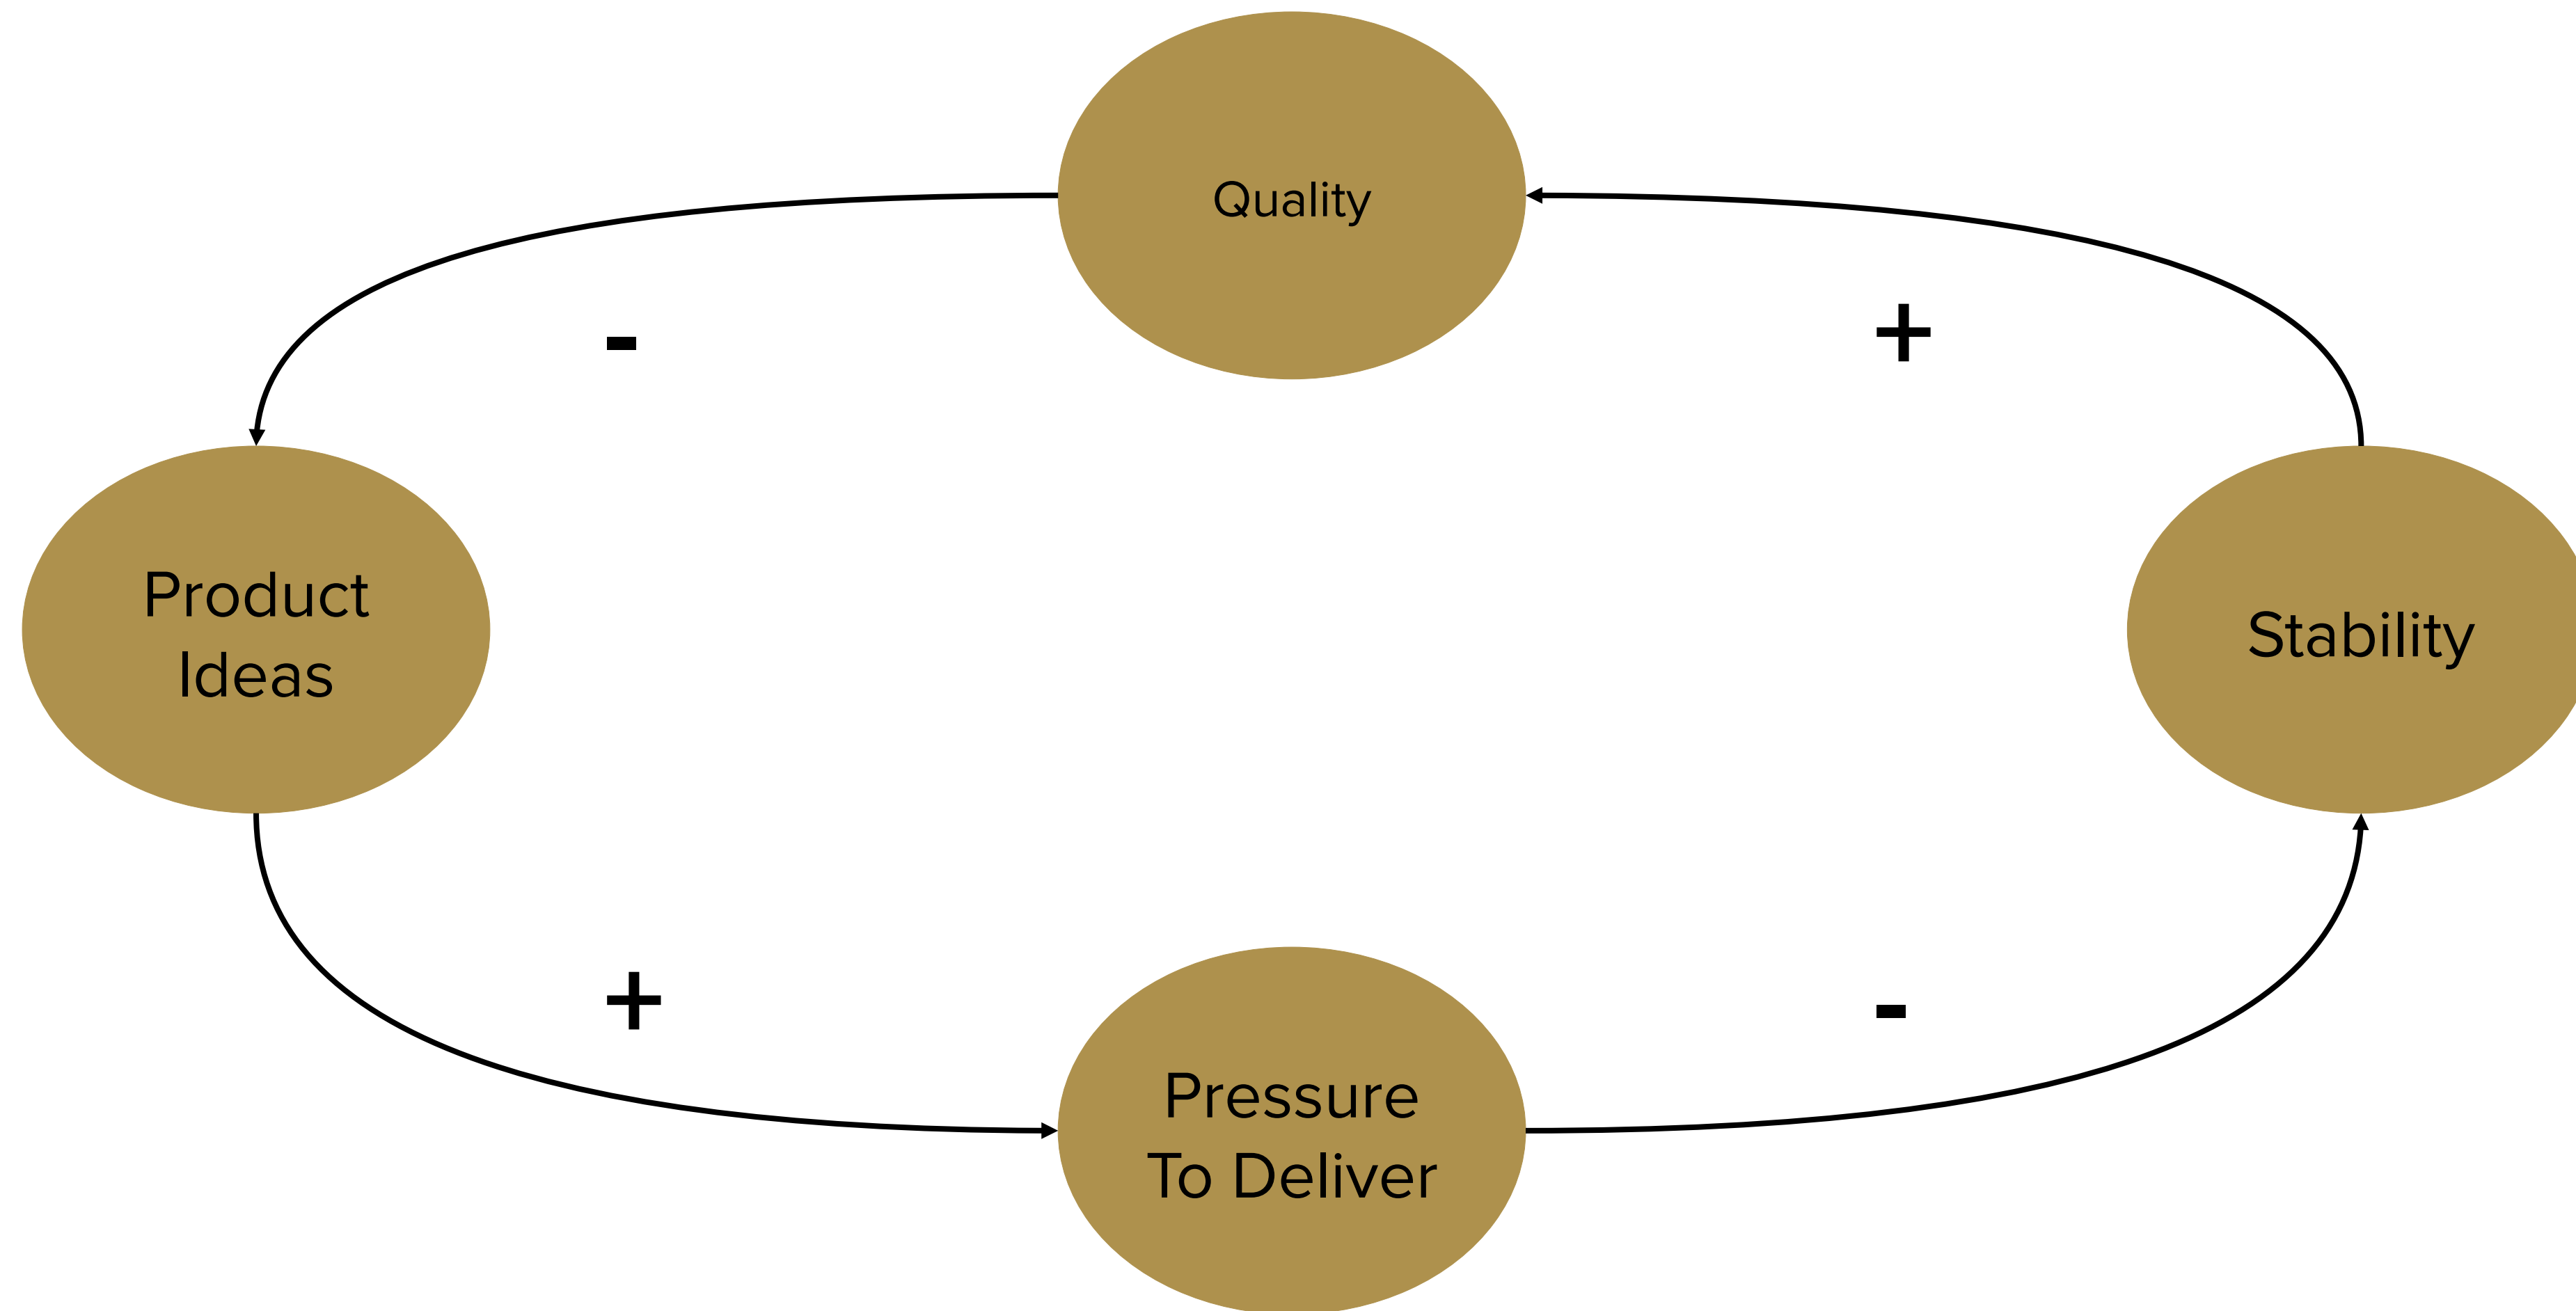 Quality
-
+
Product
Ideas
Stability
+
-
Pressure
To Deliver